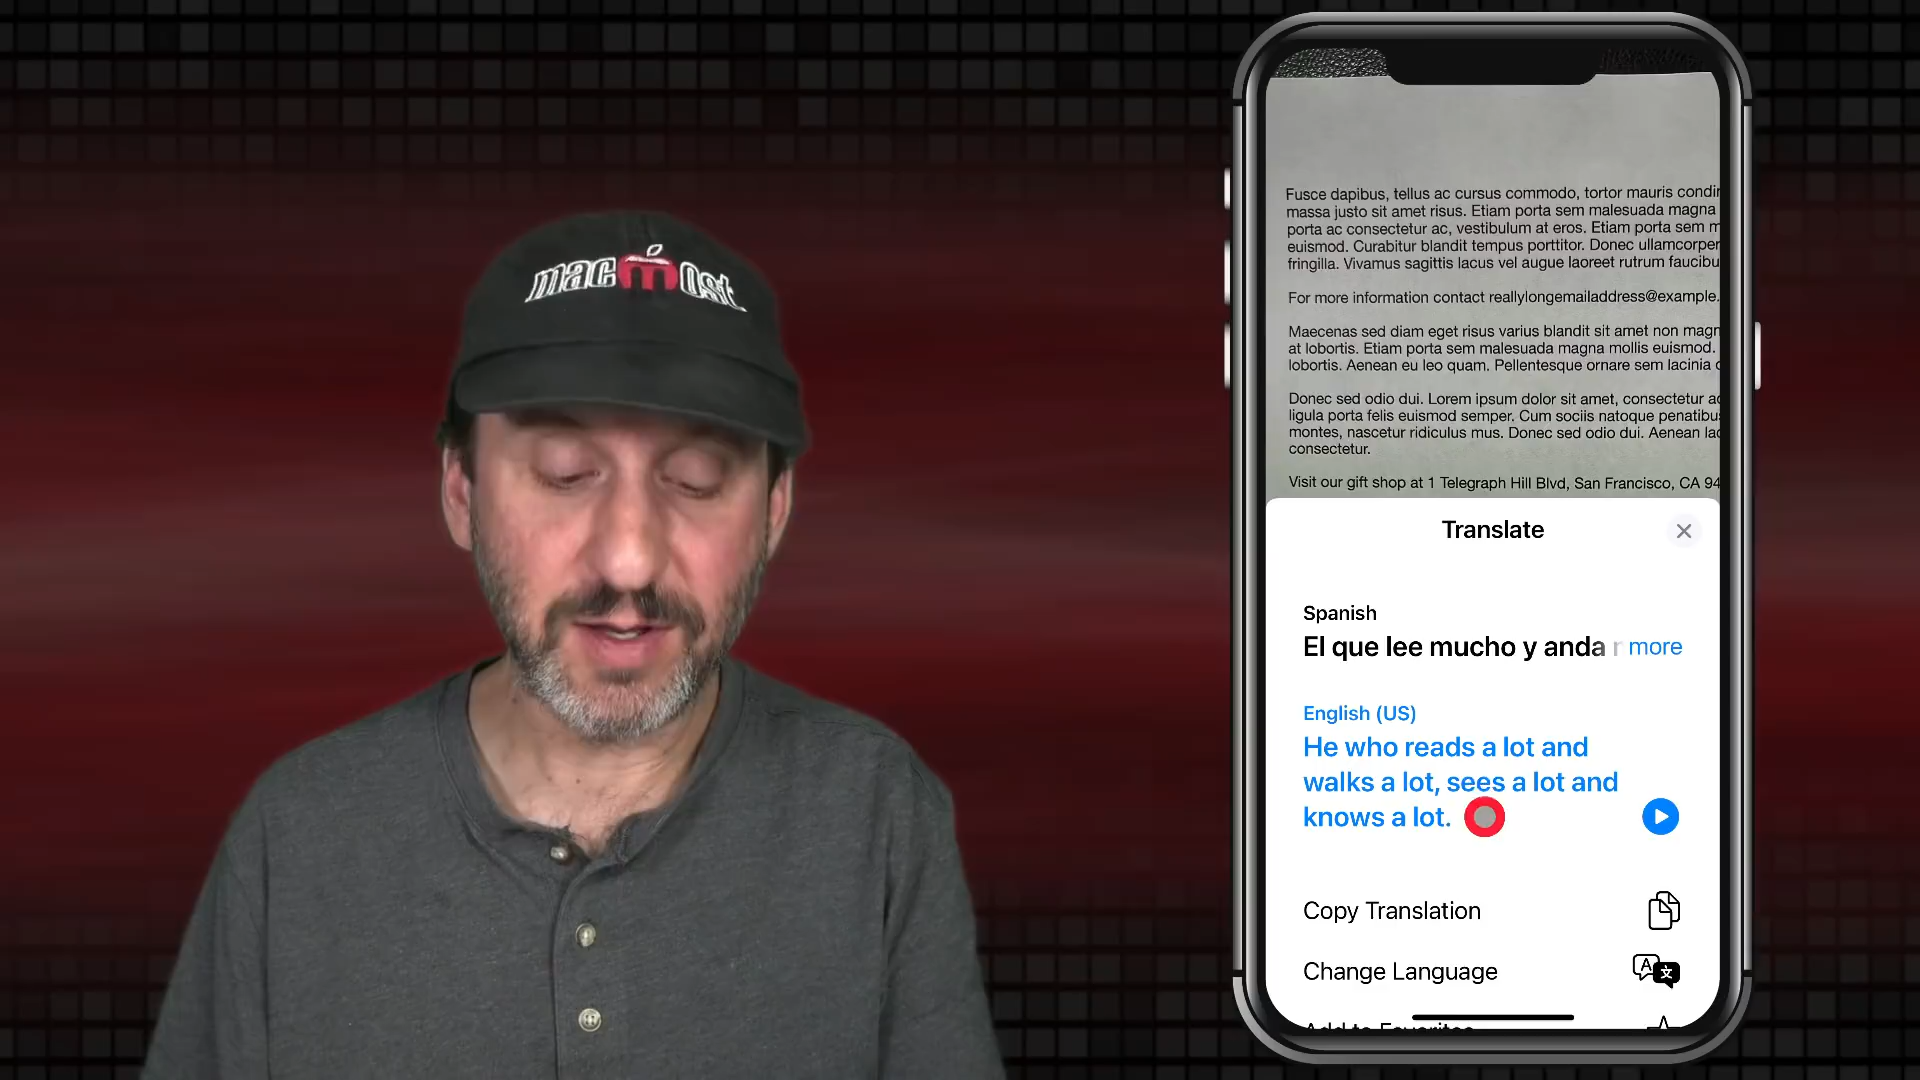 macmost
Fusce dapibus, tellus ac cursus commodo, tortor mauris condin
massa justo sit amet risus. Etiam porta sem malesuada magna
porta ac consectetur ac, vestibulum at eros. Etiam porta sem m
euismod. Curabitur blandit tempus porttitor. Donec ullamcorper
fringilla. Vivamus sagittis lacus vel augue laoreet rutrum faucibu
For more information contact reallylongemailaddress@example.
Maecenas sed diam eget risus varius blandit sit amet non magn
at lobortis. Etiam porta sem malesuada magna mollis euismod.
lobortis. Aenean eu leo quam. Pellentesque ornare sem lacinia
Donec sed odio dui. Lorem ipsum dolor sit amet, consectetur
ligula porta felis euismod semper. Cum sociis natoque penatibu
montes, nascetur ridiculus mus. Donec sed odio dui. Aenean
consectetur.
Visit our gift shop at 1 Telegraph Hill Blvd, San Francisco, CA 94
Translate
Spanish
El que lee mucho y anda more
English (US)
He who reads a lot and
walks a lot, sees a lot and
knows a lot.
Copy Translation
Change Language
Add to Favorites